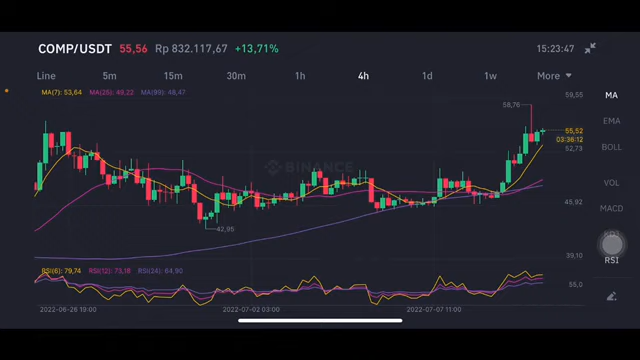 COMP/USDT 55,56 Rp 832.117,67 +13,71% 15:23:47
Line 5m 15m 30m 1h 4h 1d 1w More
MA(7): 53,64 MA(25): 49,22 MA(99): 48,47
59,55
MA
58,76
EMA
55,52
03:36:12
52,73
BOLL
BINANCE
VOL
45,92
MACD
42,95
39,10
RSI
RSI(6): 79,74 RSI(12): 73,18 RSI(24): 64,90
55,0
2022-06-26 19:00 2022-07-02 03:00 2022-07-07 11:00